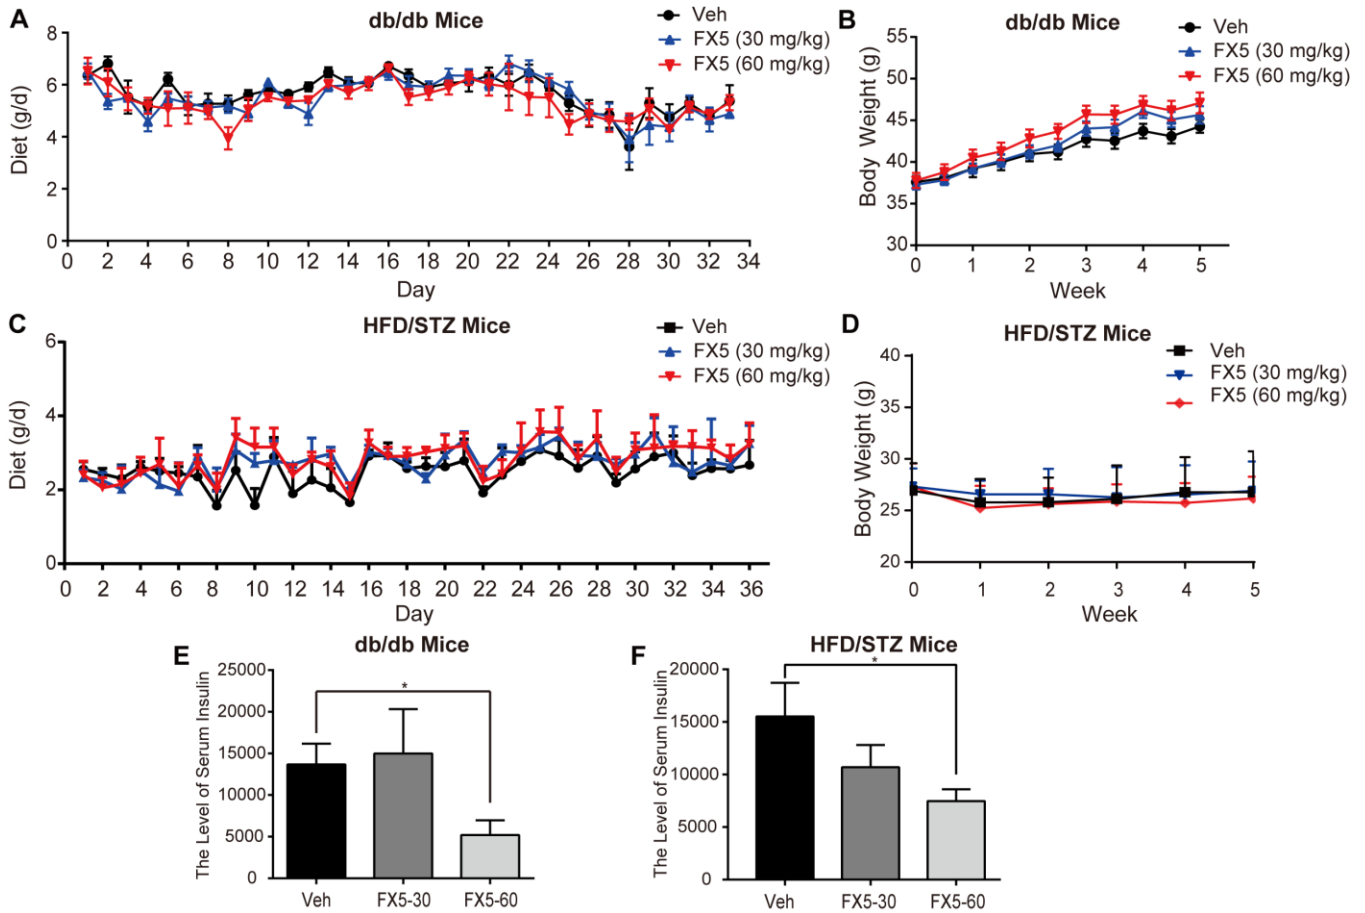 A
db/db Mice
Veh
FX5 (30 mg/kg)
FX5 (60 mg/kg)
Diet (g/d)
8
6
4
2
0
0 2 4 6 8 10 12 14 16 18 20 22 24 26 28 30 32 34
Day
B
db/db Mice
Veh
FX5 (30 mg/kg)
FX5 (60 mg/kg)
Body Weight (g)
55
50
45
40
35
30
0 1 2 3 4 5
Week
C
HFD/STZ Mice
Veh
FX5 (30 mg/kg)
FX5 (60 mg/kg)
Diet (g/d)
6
4
2
0
0 2 4 6 8 10 12 14 16 18 20 22 24 26 28 30 32 34 36
Day
D
HFD/STZ Mice
Veh
FX5 (30 mg/kg)
FX5 (60 mg/kg)
Body Weight (g)
40
35
30
25
20
0 1 2 3 4 5
Week
E
db/db Mice
The Level of Serum Insulin
25000
20000
15000
10000
5000
0
*
Veh FX5-30 FX5-60
F
HFD/STZ Mice
The Level of Serum Insulin
20000
15000
10000
5000
0
*
Veh FX5-30 FX5-60